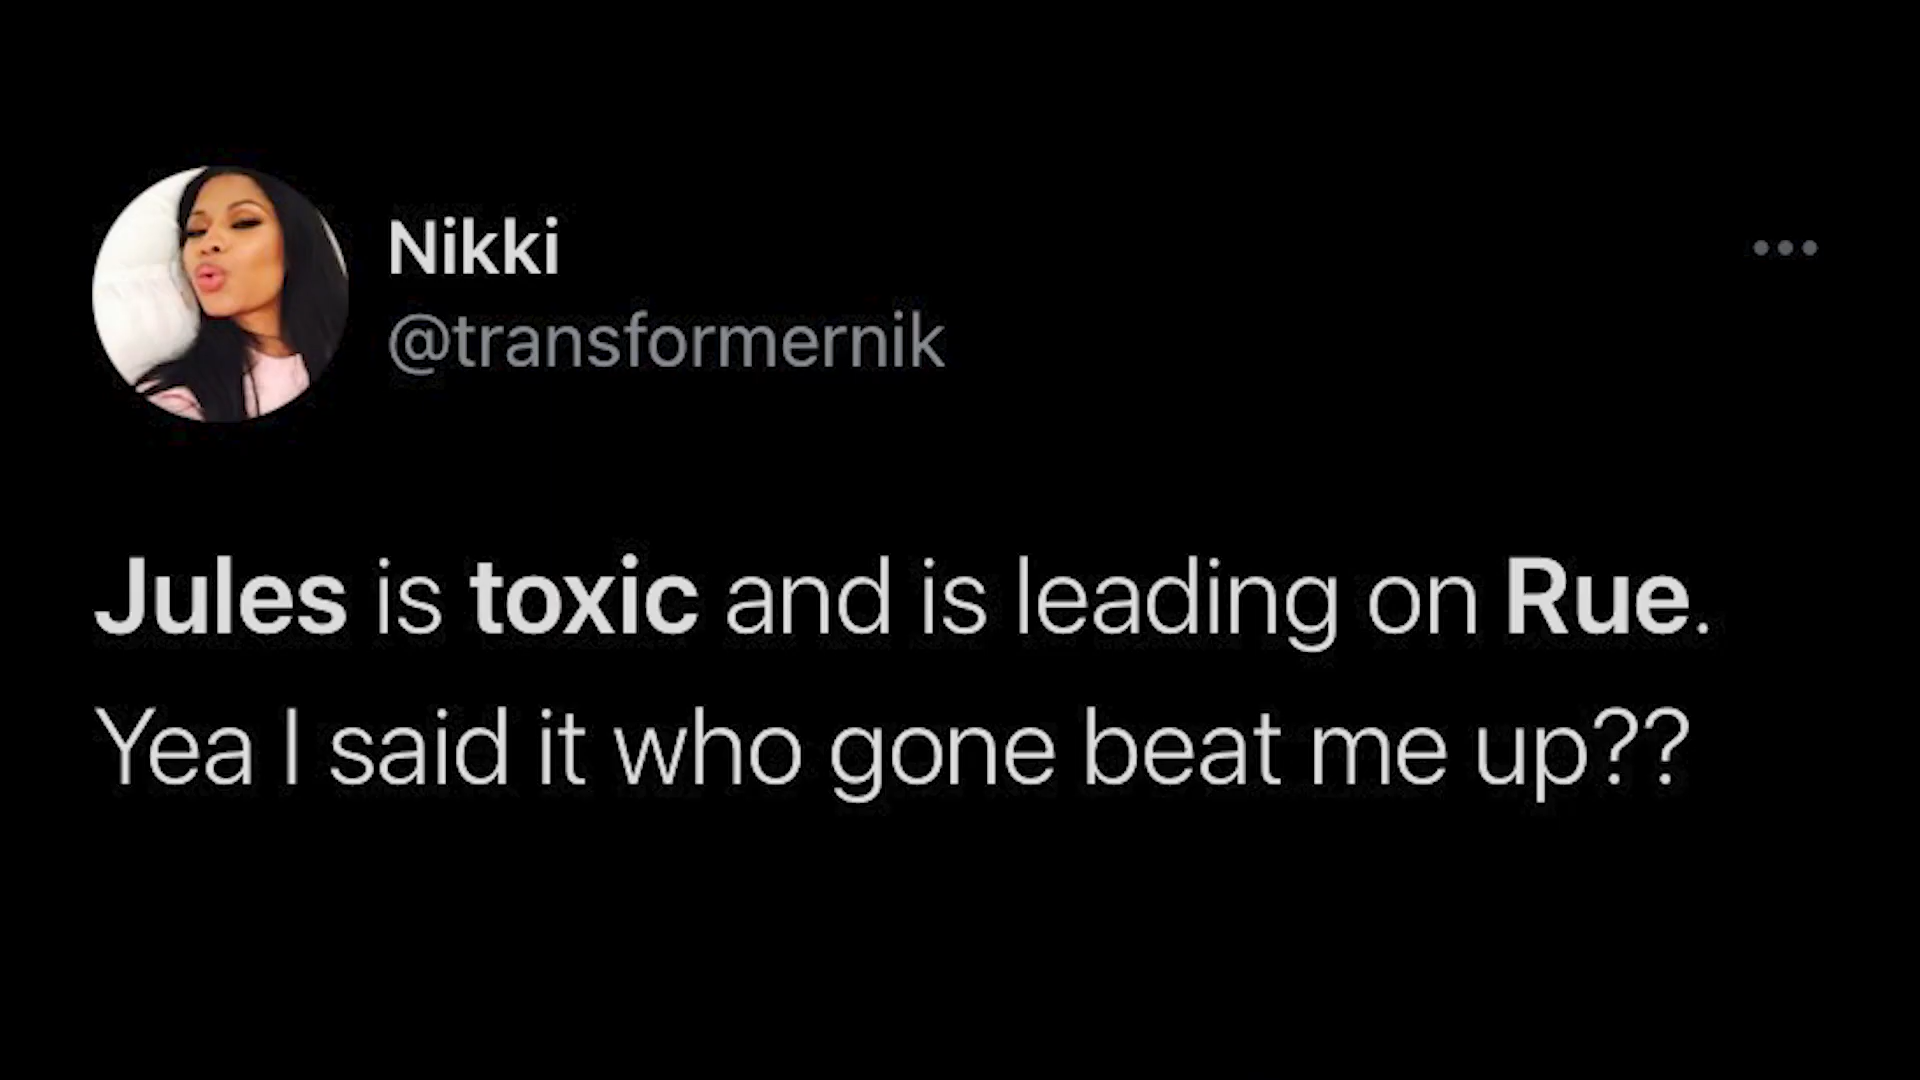 Nikki
@transformernik
Jules is toxic and is leading on Rue.
Yea I said it who gone beat me up??